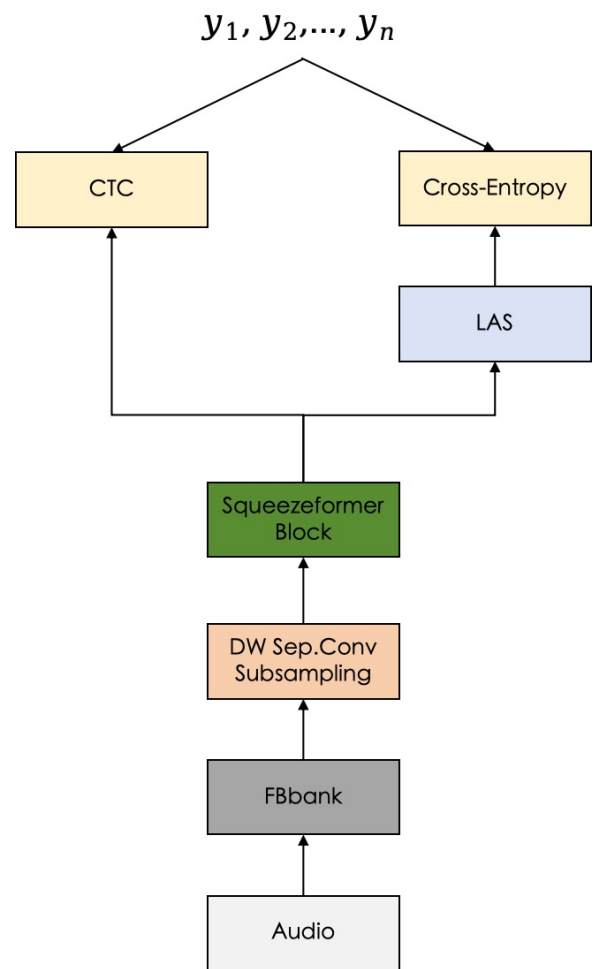 y₁, y₂,..., yₙ
CTC
Cross-Entropy
LAS
Squeezeformer
Block
DW Sep.Conv
Subsampling
FBbank
Audio